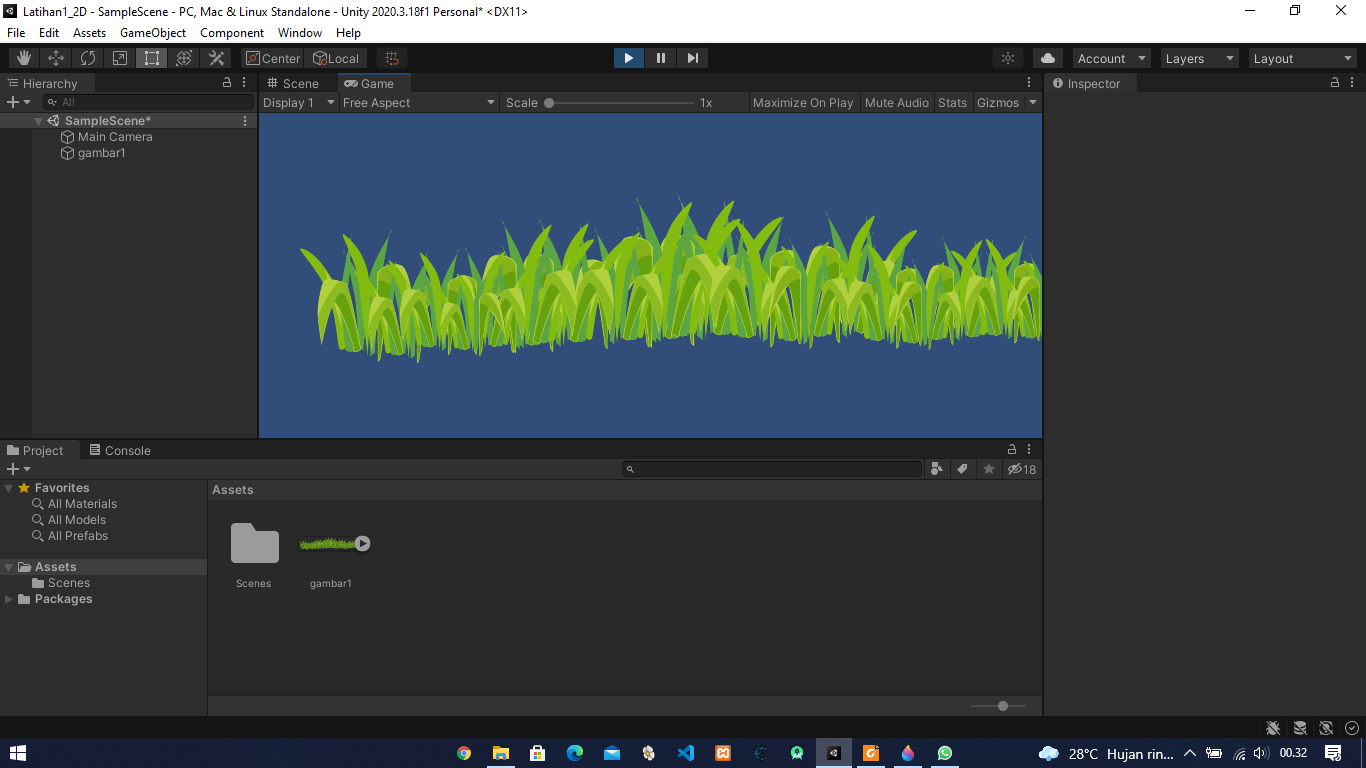 Latihan1_2D - SampleScene - PC, Mac & Linux Standalone - Unity 2020.3.18f1 Personal* <DX11>
File Edit Assets GameObject Component Window Help
Center Local Account Layers Layout
Hierarchy Scene Game Inspector
All Display 1 Free Aspect Scale 1x Maximize On Play Mute Audio Stats Gizmos
SampleScene*
Main Camera
gambar1
Project Console
18
Favorites Assets
All Materials
All Models
All Prefabs
Assets
Scenes
Packages
Scenes gambar1
28°C Hujan rin... 00.32